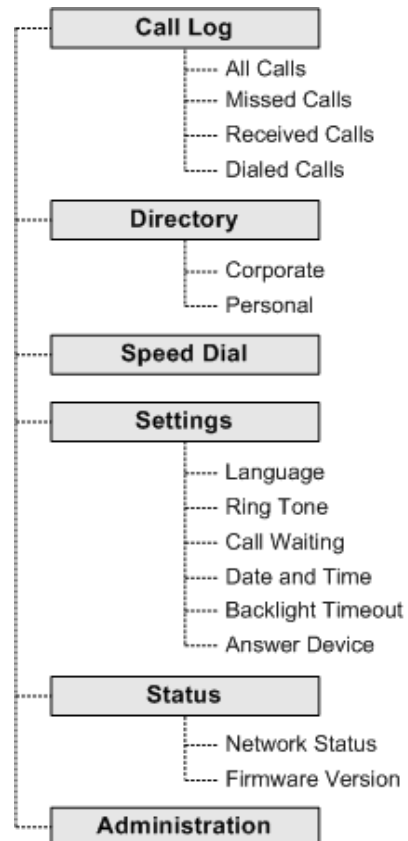 Call Log
All Calls
Missed Calls
Received Calls
Dialed Calls
Directory
Corporate
Personal
Speed Dial
Settings
Language
Ring Tone
Call Waiting
Date and Time
Backlight Timeout
Answer Device
Status
Network Status
Firmware Version
Administration